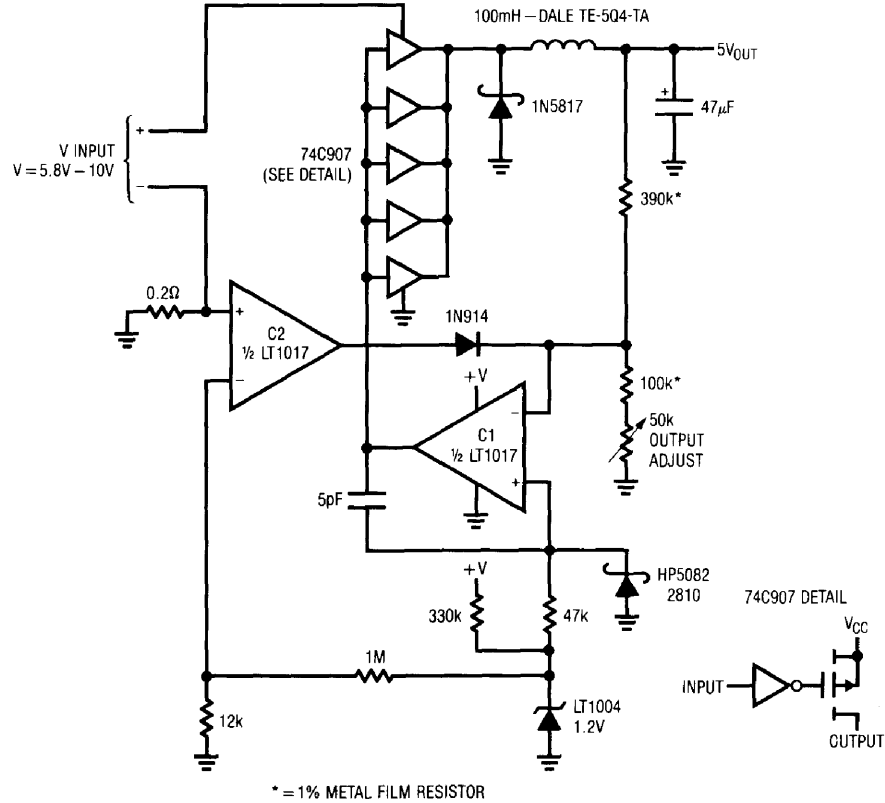 100mH – DALE TE-5Q4-TA
5VOUT
1N5817
+
47µF
V INPUT
V = 5.8V – 10V
+
–
74C907
(SEE DETAIL)
390k*
0.2Ω
+
C2
½ LT1017
–
1N914
+V
–
C1
½ LT1017
+
100k*
50k
OUTPUT
ADJUST
5pF
+V
330k
47k
HP5082
2810
1M
12k
LT1004
1.2V
74C907 DETAIL
VCC
INPUT
OUTPUT
* = 1% METAL FILM RESISTOR